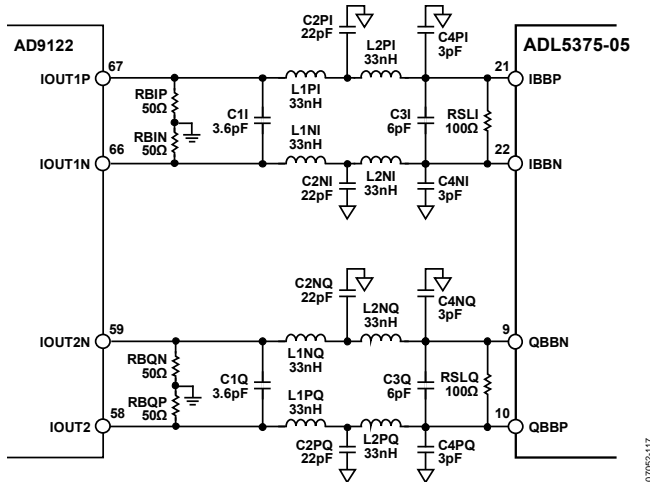 AD9122
ADL5375-05
C2PI
22pF
C4PI
3pF
L2PI
33nH
67
IOUT1P
21
IBBP
RBIP
50Ω
L1PI
33nH
C1I
3.6pF
C3I
6pF
RSLI
100Ω
RBIN
50Ω
L1NI
33nH
66
IOUT1N
22
IBBN
C2NI
22pF
L2NI
33nH
C4NI
3pF
C2NQ
22pF
C4NQ
3pF
L2NQ
33nH
59
IOUT2N
9
QBBN
RBQN
50Ω
L1NQ
33nH
C1Q
3.6pF
C3Q
6pF
RSLQ
100Ω
RBQP
50Ω
L1PQ
33nH
58
IOUT2
10
QBBP
C2PQ
22pF
L2PQ
33nH
C4PQ
3pF
07052-117